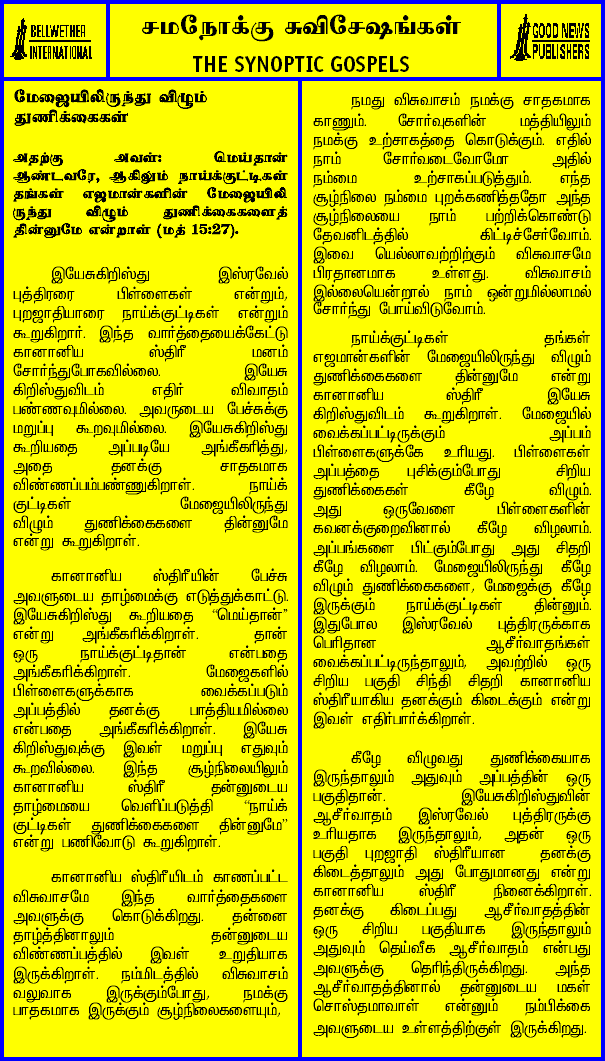 BELLWETHER
INTERNATIONAL
சமநோக்கு சுவிசேஷங்கள்
THE SYNOPTIC GOSPELS
GOOD NEWS
PUBLISHERS
மேஜையிலிருந்து விழும்
துணிக்கைகள்
அதற்கு அவள்: மெய்தான்
ஆண்டவரே, ஆகிலும் நாய்க்குட்டிகள்
தங்கள் எஜமான்களின் மேஜையிலி
ருந்து விழும் துணிக்கைகளைத்
தின்னுமே என்றாள் (மத் 15:27).
இயேசுகிறிஸ்து இஸ்ரவேல்
புத்திரரை பிள்ளைகள் என்றும்,
புறஜாதியாரை நாய்க்குட்டிகள் என்றும்
கூறுகிறார். இந்த வார்த்தையைக்கேட்டு
கானானிய ஸ்திரீ மனம்
சோர்ந்துபோகவில்லை. இயேசு
கிறிஸ்துவிடம் எதிர் விவாதம்
பண்ணவுமில்லை. அவருடைய பேச்சுக்கு
மறுப்பு கூறவுமில்லை. இயேசுகிறிஸ்து
கூறியதை அப்படியே அங்கீகரித்து,
அதை தனக்கு சாதகமாக
விண்ணப்பம்பண்ணுகிறாள். நாய்க்
குட்டிகள் மேஜையிலிருந்து
விழும் துணிக்கைகளை தின்னுமே
என்று கூறுகிறாள்.
கானானிய ஸ்திரீயின் பேச்சு
அவளுடைய தாழ்மைக்கு எடுத்துக்காட்டு.
இயேசுகிறிஸ்து கூறியதை “மெய்தான்”
என்று அங்கீகரிக்கிறாள். தான்
ஒரு நாய்க்குட்டிதான் என்பதை
அங்கீகரிக்கிறாள். மேஜைகளில்
பிள்ளைகளுக்காக வைக்கப்படும்
அப்பத்தில் தனக்கு பாத்தியமில்லை
என்பதை அங்கீகரிக்கிறாள். இயேசு
கிறிஸ்துவுக்கு இவள் மறுப்பு எதுவும்
கூறவில்லை. இந்த சூழ்நிலையிலும்
கானானிய ஸ்திரீ தன்னுடைய
தாழ்மையை வெளிப்படுத்தி “நாய்க்
குட்டிகள் துணிக்கைகளை தின்னுமே”
என்று பணிவோடு கூறுகிறாள்.
கானானிய ஸ்திரீயிடம் காணப்பட்ட
விசுவாசமே இந்த வார்த்தைகளை
அவளுக்கு கொடுக்கிறது. தன்னை
தாழ்த்தினாலும் தன்னுடைய
விண்ணப்பத்தில் இவள் உறுதியாக
இருக்கிறாள். நம்மிடத்தில் விசுவாசம்
வலுவாக இருக்கும்போது, நமக்கு
பாதகமாக இருக்கும் சூழ்நிலைகளையும்,
நமது விசுவாசம் நமக்கு சாதகமாக
காணும். சோர்வுகளின் மத்தியிலும்
நமக்கு உற்சாகத்தை கொடுக்கும். எதில்
நாம் சோர்வடைவோமோ அதில்
நம்மை உற்சாகப்படுத்தும். எந்த
சூழ்நிலை நம்மை புறக்கணித்ததோ அந்த
சூழ்நிலையை நாம் பற்றிக்கொண்டு
தேவனிடத்தில் கிட்டிச்சேர்வோம்.
இவை யெல்லாவற்றிற்கும் விசுவாசமே
பிரதானமாக உள்ளது. விசுவாசம்
இல்லையென்றால் நாம் ஒன்றுமில்லாமல்
சோர்ந்து போய்விடுவோம்.
நாய்க்குட்டிகள் தங்கள்
எஜமான்களின் மேஜையிலிருந்து விழும்
துணிக்கைகளை தின்னுமே என்று
கானானிய ஸ்திரீ இயேசு
கிறிஸ்துவிடம் கூறுகிறாள். மேஜையில்
வைக்கப்பட்டிருக்கும் அப்பம்
பிள்ளைகளுக்கே உரியது. பிள்ளைகள்
அப்பத்தை புசிக்கும்போது சிறிய
துணிக்கைகள் கீழே விழும்.
அது ஒருவேளை பிள்ளைகளின்
கவனக்குறைவினால் கீழே விழலாம்.
அப்பங்களை பிட்கும்போது அது சிதறி
கீழே விழலாம். மேஜையிலிருந்து கீழே
விழும் துணிக்கைகளை, மேஜைக்கு கீழே
இருக்கும் நாய்க்குட்டிகள் தின்னும்.
இதுபோல இஸ்ரவேல் புத்திரருக்காக
பெரிதான ஆசீர்வாதங்கள்
வைக்கப்பட்டிருந்தாலும், அவற்றில் ஒரு
சிறிய பகுதி சிந்தி சிதறி கானானிய
ஸ்திரீயாகிய தனக்கும் கிடைக்கும் என்று
இவள் எதிர்பார்க்கிறாள்.
கீழே விழுவது துணிக்கையாக
இருந்தாலும் அதுவும் அப்பத்தின் ஒரு
பகுதிதான். இயேசுகிறிஸ்துவின்
ஆசீர்வாதம் இஸ்ரவேல் புத்திரருக்கு
உரியதாக இருந்தாலும், அதன் ஒரு
பகுதி புறஜாதி ஸ்திரீயான தனக்கு
கிடைத்தாலும் அது போதுமானது என்று
கானானிய ஸ்திரீ நினைக்கிறாள்.
தனக்கு கிடைப்பது ஆசீர்வாதத்தின்
ஒரு சிறிய பகுதியாக இருந்தாலும்
அதுவும் தெய்வீக ஆசீர்வாதம் என்பது
அவளுக்கு தெரிந்திருக்கிறது. அந்த
ஆசீர்வாதத்தினால் தன்னுடைய மகள்
சொஸ்தமாவாள் என்னும் நம்பிக்கை
அவளுடைய உள்ளத்திற்குள் இருக்கிறது.